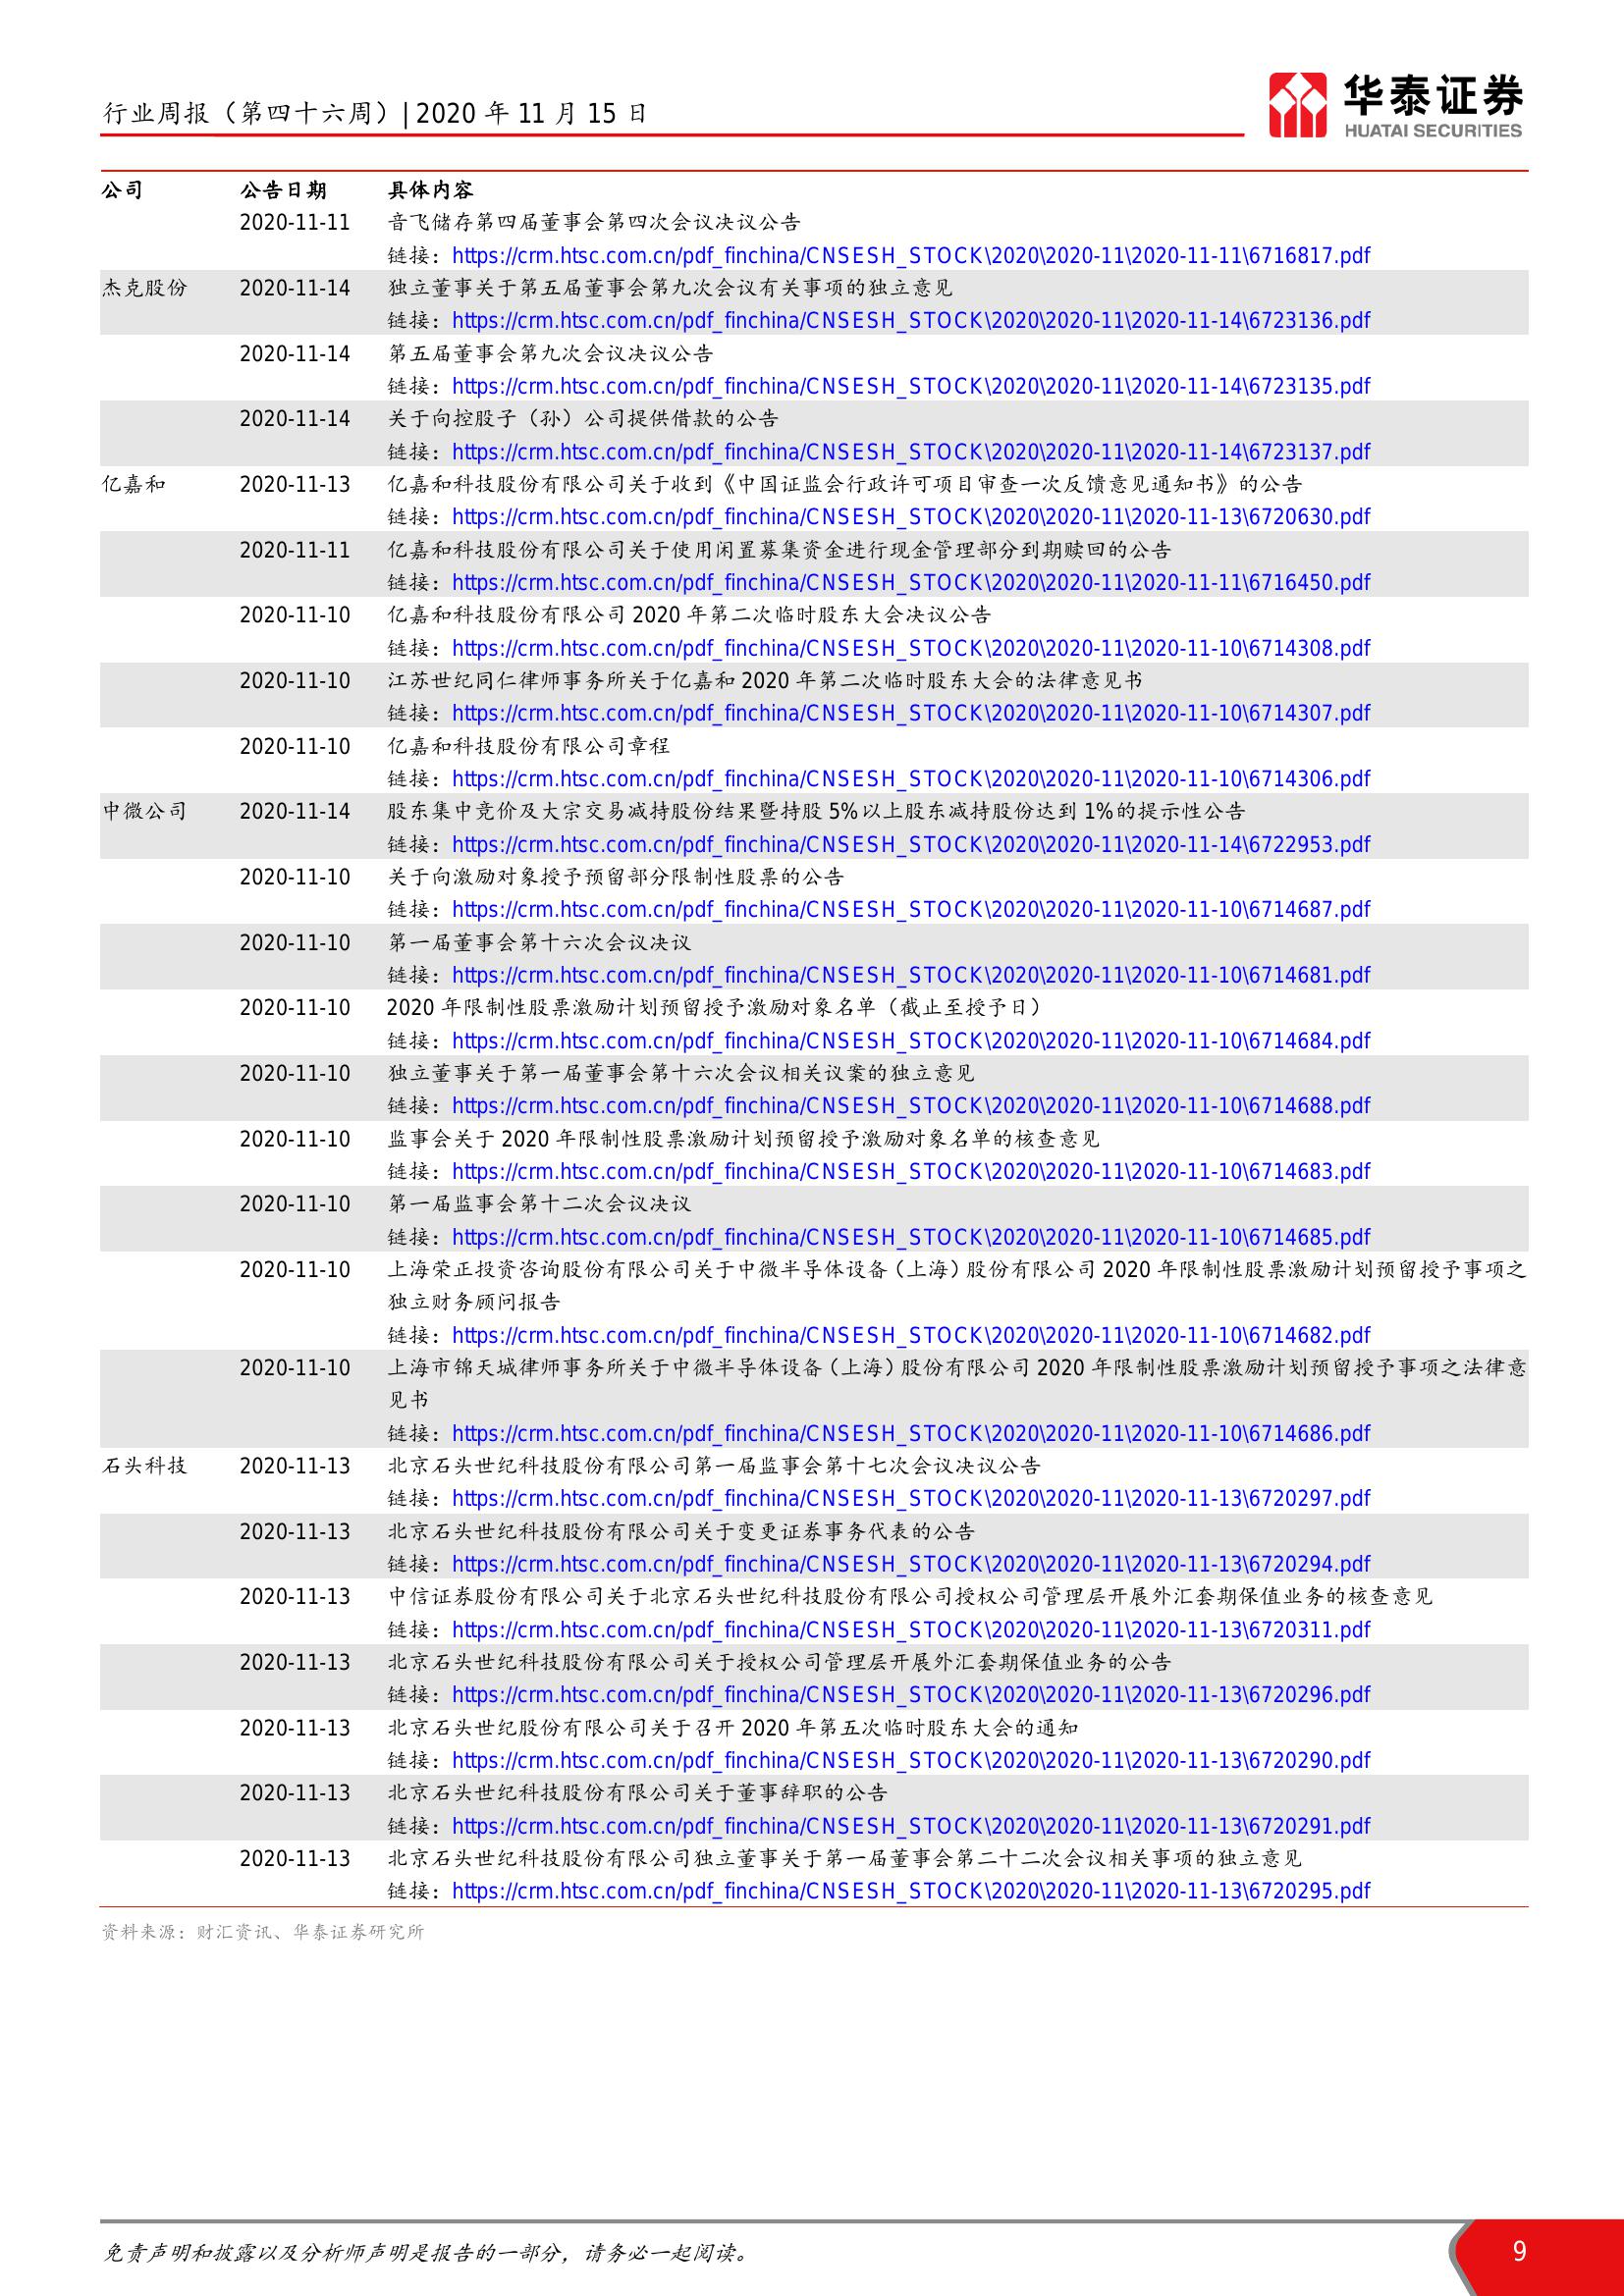 行业周报（第四十六周）| 2020 年 11 月 15 日
华泰证券
HUATAI SECURITIES
公司 公告日期 具体内容
2020-11-11 音飞储存第四届董事会第四次会议决议公告
链接：https://crm.htsc.com.cn/pdf_finchina/CNSESH_STOCK\2020\2020-11\2020-11-11\6716817.pdf
杰克股份 2020-11-14 独立董事关于第五届董事会第九次会议有关事项的独立意见
链接：https://crm.htsc.com.cn/pdf_finchina/CNSESH_STOCK\2020\2020-11\2020-11-14\6723136.pdf
2020-11-14 第五届董事会第九次会议决议公告
链接：https://crm.htsc.com.cn/pdf_finchina/CNSESH_STOCK\2020\2020-11\2020-11-14\6723135.pdf
2020-11-14 关于向控股子（孙）公司提供借款的公告
链接：https://crm.htsc.com.cn/pdf_finchina/CNSESH_STOCK\2020\2020-11\2020-11-14\6723137.pdf
亿嘉和 2020-11-13 亿嘉和科技股份有限公司关于收到《中国证监会行政许可项目审查一次反馈意见通知书》的公告
链接：https://crm.htsc.com.cn/pdf_finchina/CNSESH_STOCK\2020\2020-11\2020-11-13\6720630.pdf
2020-11-11 亿嘉和科技股份有限公司关于使用闲置募集资金进行现金管理部分到期赎回的公告
链接：https://crm.htsc.com.cn/pdf_finchina/CNSESH_STOCK\2020\2020-11\2020-11-11\6716450.pdf
2020-11-10 亿嘉和科技股份有限公司 2020 年第二次临时股东大会决议公告
链接：https://crm.htsc.com.cn/pdf_finchina/CNSESH_STOCK\2020\2020-11\2020-11-10\6714308.pdf
2020-11-10 江苏世纪同仁律师事务所关于亿嘉和 2020 年第二次临时股东大会的法律意见书
链接：https://crm.htsc.com.cn/pdf_finchina/CNSESH_STOCK\2020\2020-11\2020-11-10\6714307.pdf
2020-11-10 亿嘉和科技股份有限公司章程
链接：https://crm.htsc.com.cn/pdf_finchina/CNSESH_STOCK\2020\2020-11\2020-11-10\6714306.pdf
中微公司 2020-11-14 股东集中竞价及大宗交易减持股份结果暨持股 5%以上股东减持股份达到 1%的提示性公告
链接：https://crm.htsc.com.cn/pdf_finchina/CNSESH_STOCK\2020\2020-11\2020-11-14\6722953.pdf
2020-11-10 关于向激励对象授予预留部分限制性股票的公告
链接：https://crm.htsc.com.cn/pdf_finchina/CNSESH_STOCK\2020\2020-11\2020-11-10\6714687.pdf
2020-11-10 第一届董事会第十六次会议决议
链接：https://crm.htsc.com.cn/pdf_finchina/CNSESH_STOCK\2020\2020-11\2020-11-10\6714681.pdf
2020-11-10 2020 年限制性股票激励计划预留授予激励对象名单（截止至授予日）
链接：https://crm.htsc.com.cn/pdf_finchina/CNSESH_STOCK\2020\2020-11\2020-11-10\6714684.pdf
2020-11-10 独立董事关于第一届董事会第十六次会议相关议案的独立意见
链接：https://crm.htsc.com.cn/pdf_finchina/CNSESH_STOCK\2020\2020-11\2020-11-10\6714688.pdf
2020-11-10 监事会关于 2020 年限制性股票激励计划预留授予激励对象名单的核查意见
链接：https://crm.htsc.com.cn/pdf_finchina/CNSESH_STOCK\2020\2020-11\2020-11-10\6714683.pdf
2020-11-10 第一届监事会第十二次会议决议
链接：https://crm.htsc.com.cn/pdf_finchina/CNSESH_STOCK\2020\2020-11\2020-11-10\6714685.pdf
2020-11-10 上海荣正投资咨询股份有限公司关于中微半导体设备（上海）股份有限公司 2020 年限制性股票激励计划预留授予事项之
独立财务顾问报告
链接：https://crm.htsc.com.cn/pdf_finchina/CNSESH_STOCK\2020\2020-11\2020-11-10\6714682.pdf
2020-11-10 上海市锦天城律师事务所关于中微半导体设备（上海）股份有限公司 2020 年限制性股票激励计划预留授予事项之法律意
见书
链接：https://crm.htsc.com.cn/pdf_finchina/CNSESH_STOCK\2020\2020-11\2020-11-10\6714686.pdf
石头科技 2020-11-13 北京石头世纪科技股份有限公司第一届监事会第十七次会议决议公告
链接：https://crm.htsc.com.cn/pdf_finchina/CNSESH_STOCK\2020\2020-11\2020-11-13\6720297.pdf
2020-11-13 北京石头世纪科技股份有限公司关于变更证券事务代表的公告
链接：https://crm.htsc.com.cn/pdf_finchina/CNSESH_STOCK\2020\2020-11\2020-11-13\6720294.pdf
2020-11-13 中信证券股份有限公司关于北京石头世纪科技股份有限公司授权公司管理层开展外汇套期保值业务的核查意见
链接：https://crm.htsc.com.cn/pdf_finchina/CNSESH_STOCK\2020\2020-11\2020-11-13\6720311.pdf
2020-11-13 北京石头世纪科技股份有限公司关于授权公司管理层开展外汇套期保值业务的公告
链接：https://crm.htsc.com.cn/pdf_finchina/CNSESH_STOCK\2020\2020-11\2020-11-13\6720296.pdf
2020-11-13 北京石头世纪股份有限公司关于召开 2020 年第五次临时股东大会的通知
链接：https://crm.htsc.com.cn/pdf_finchina/CNSESH_STOCK\2020\2020-11\2020-11-13\6720290.pdf
2020-11-13 北京石头世纪科技股份有限公司关于董事辞职的公告
链接：https://crm.htsc.com.cn/pdf_finchina/CNSESH_STOCK\2020\2020-11\2020-11-13\6720291.pdf
2020-11-13 北京石头世纪科技股份有限公司独立董事关于第一届董事会第二十二次会议相关事项的独立意见
链接：https://crm.htsc.com.cn/pdf_finchina/CNSESH_STOCK\2020\2020-11\2020-11-13\6720295.pdf
资料来源：财汇资讯、华泰证券研究所
免责声明和披露以及分析师声明是报告的一部分，请务必一起阅读。
9